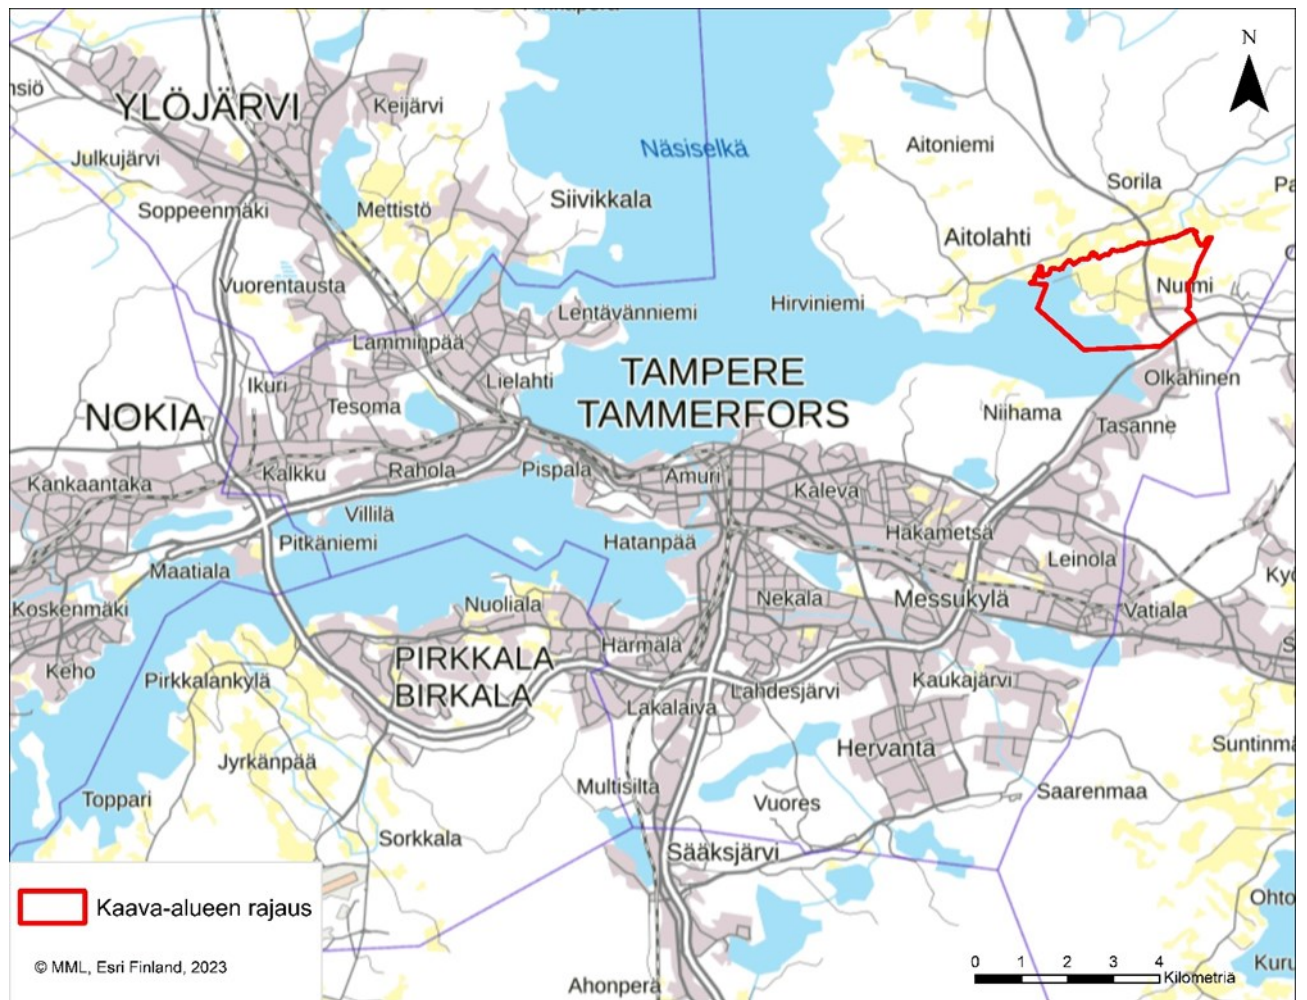 N
YLÖJÄRVI
Keijärvi
Näsiselkä
Aitoniemi
Julkujärvi
Sorila
Siivikkala
Soppeenmäki
Mettistö
Aitolahti
Vuorentausta
Nurmi
Hirviniemi
Lentävänniemi
Lamminpää
TAMPERE
TAMMERFORS
Ikuri
Lielahti
Olkahinen
NOKIA
Tesoma
Niihama
Tasanne
Kankaantaka
Kalkku
Rahola
Pispala
Amuri
Kaleva
Villilä
Hakametsä
Pitkäniemi
Hatanpää
Leinola
Maatiala
Koskenmäki
Nuoliala
Nekala
Messukylä
Vatiala
Härmälä
PIRKKALA
BIRKALA
Keho
Pirkkalankylä
Lahdesjärvi
Kaukajärvi
Lakalaiva
Hervanta
Jyrkänpää
Multisilta
Toppari
Vuores
Saarenmaa
Sorkkala
Sääksjärvi
Kaava-alueen rajaus
© MML, Esri Finland, 2023
0 1 2 3 4
Kilometriä
Ahonperä